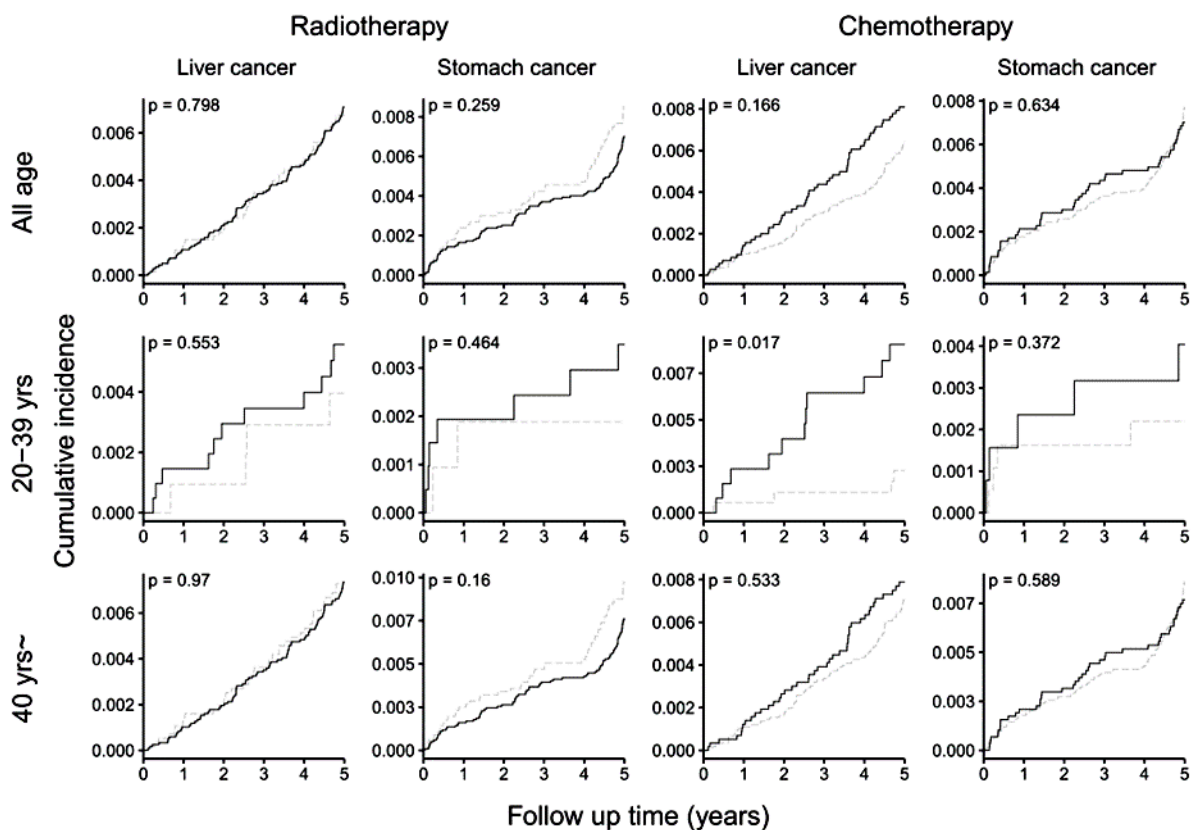 Radiotherapy
Chemotherapy
Liver cancer
Stomach cancer
Liver cancer
Stomach cancer
All age
p = 0.798
0.006
0.004
0.002
0.000
0 1 2 3 4 5
p = 0.259
0.008
0.006
0.004
0.002
0.000
0 1 2 3 4 5
p = 0.166
0.008
0.006
0.004
0.002
0.000
0 1 2 3 4 5
p = 0.634
0.008
0.006
0.004
0.002
0.000
0 1 2 3 4 5
20−39 yrs
Cumulative incidence
p = 0.553
0.004
0.002
0.000
0 1 2 3 4 5
p = 0.464
0.003
0.002
0.001
0.000
0 1 2 3 4 5
p = 0.017
0.007
0.005
0.003
0.000
0 1 2 3 4 5
p = 0.372
0.004
0.003
0.002
0.001
0.000
0 1 2 3 4 5
40 yrs~
p = 0.97
0.006
0.004
0.002
0.000
0 1 2 3 4 5
p = 0.16
0.010
0.007
0.005
0.003
0.000
0 1 2 3 4 5
p = 0.533
0.008
0.006
0.004
0.002
0.000
0 1 2 3 4 5
p = 0.589
0.007
0.005
0.003
0.000
0 1 2 3 4 5
Follow up time (years)